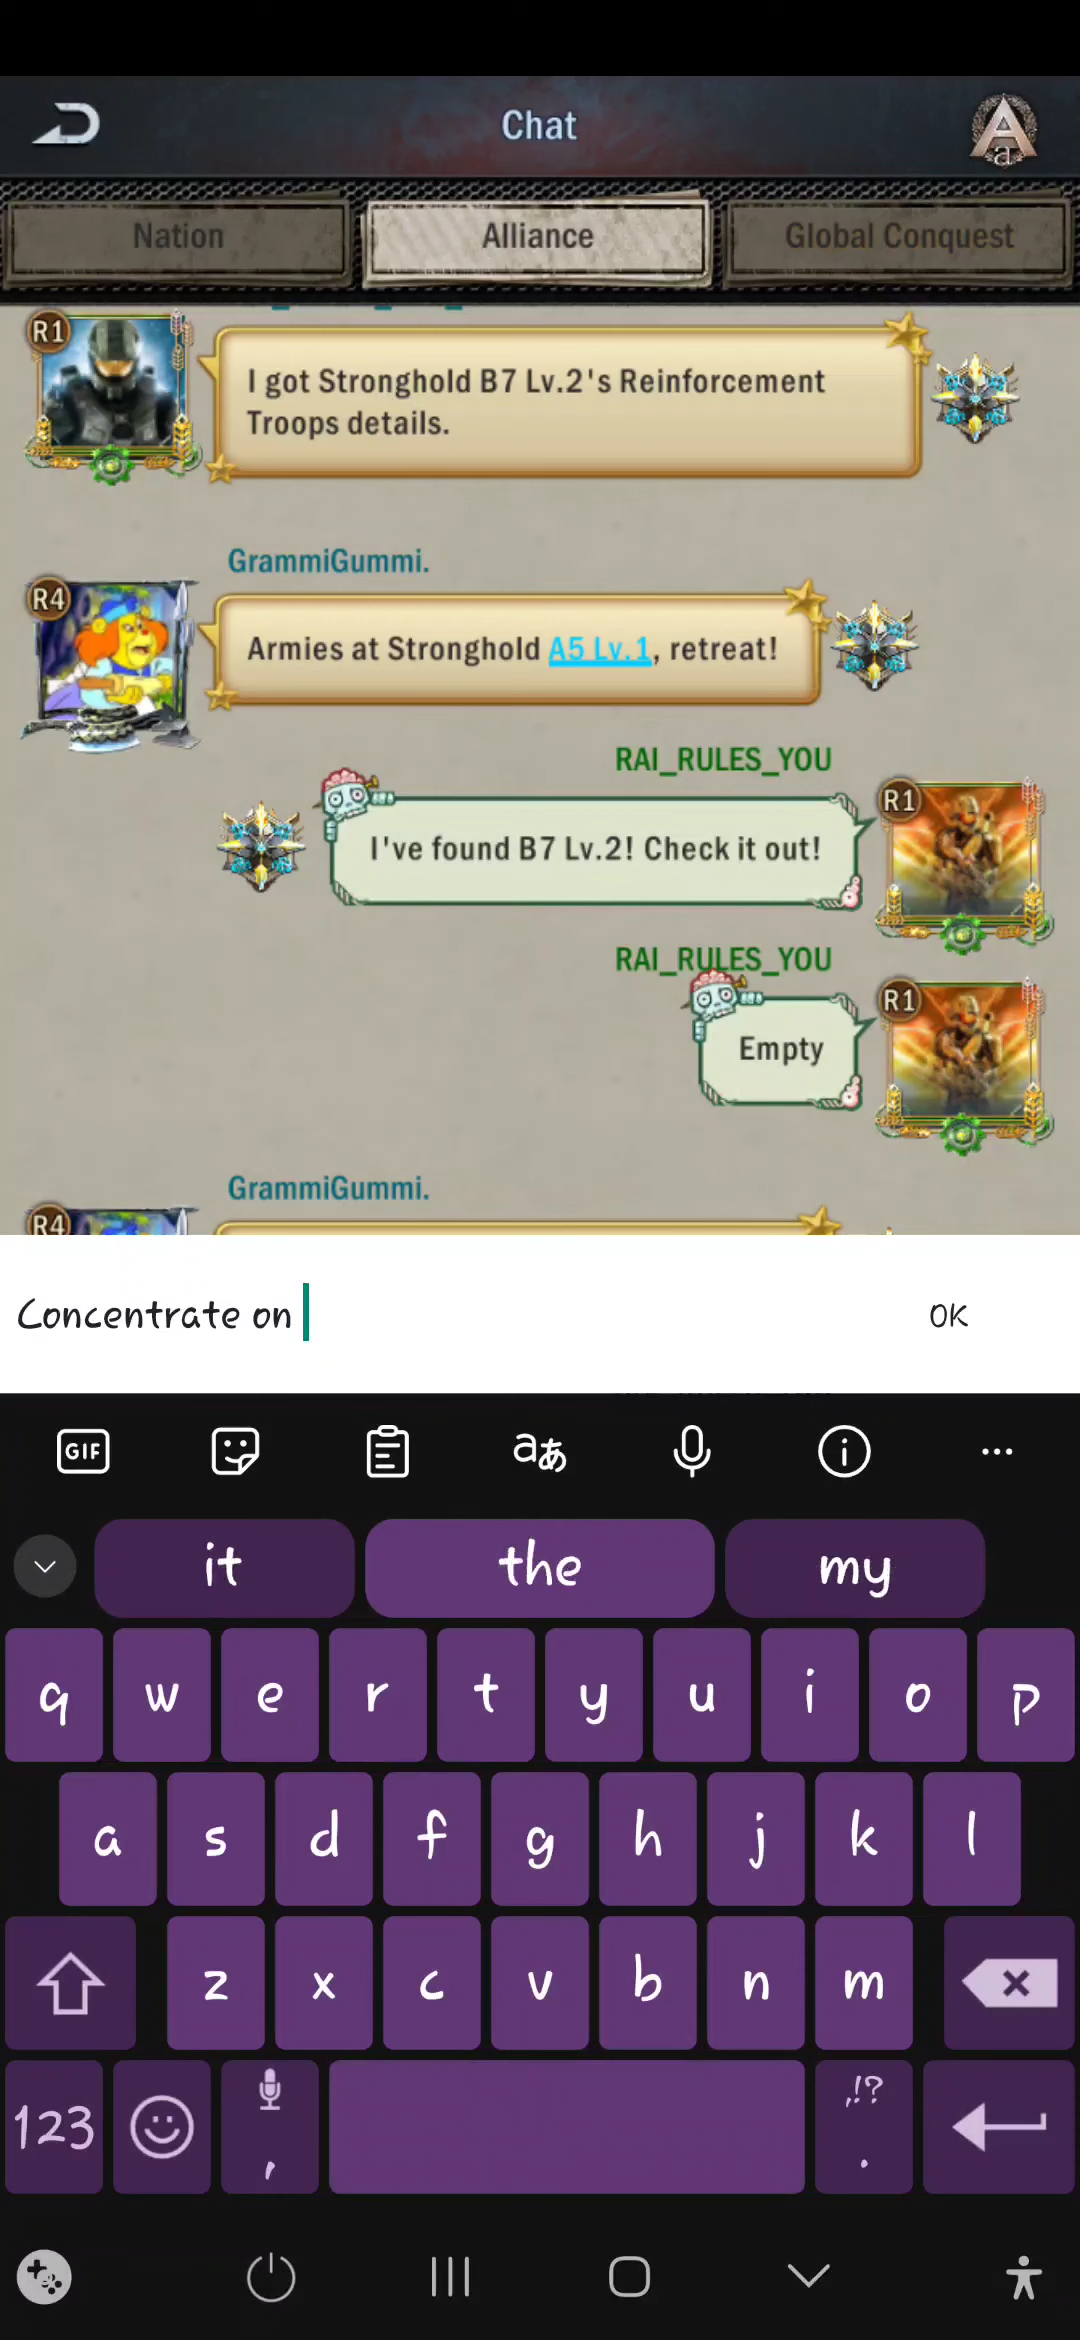 Chat
Nation
Alliance
Global Conquest
R1
I got Stronghold B7 Lv.2's Reinforcement
Troops details.
GrammiGummi.
R4
Armies at Stronghold A5 Lv.1, retreat!
RAI_RULES_YOU
R1
I've found B7 Lv.2! Check it out!
RAI_RULES_YOU
R1
Empty
GrammiGummi.
R4
Concentrate on
OK
GIF
aあ
it
the
my
q w e r t y u i o p
a s d f g h j k l
z x c v b n m
123
,
,!?
.